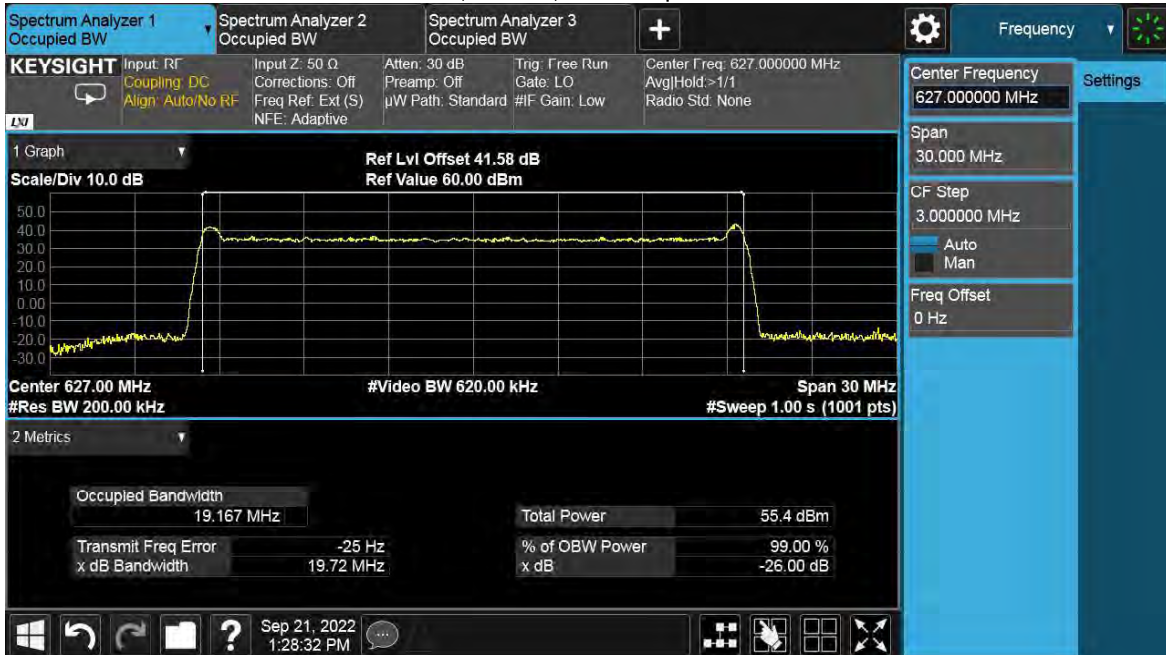 Spectrum Analyzer 1
Occupied BW
Spectrum Analyzer 2
Occupied BW
Spectrum Analyzer 3
Occupied BW
Frequency
KEYSIGHT
LXI
Input: RF
Coupling: DC
Align: Auto/No RF
Input Z: 50 Ω
Corrections: Off
Freq Ref: Ext (S)
NFE: Adaptive
Atten: 30 dB
Preamp: Off
µW Path: Standard
Trig: Free Run
Gate: LO
#IF Gain: Low
Center Freq: 627.000000 MHz
Avg|Hold:>1/1
Radio Std: None
Center Frequency
627.000000 MHz
Settings
Span
30.000 MHz
CF Step
3.000000 MHz
Auto
Man
Freq Offset
0 Hz
1 Graph
Scale/Div 10.0 dB
Ref Lvl Offset 41.58 dB
Ref Value 60.00 dBm
50.0
40.0
30.0
20.0
10.0
0.00
-10.0
-20.0
-30.0
Center 627.00 MHz
#Video BW 620.00 kHz
Span 30 MHz
#Res BW 200.00 kHz
#Sweep 1.00 s (1001 pts)
2 Metrics
Occupied Bandwidth
19.167 MHz
Total Power 55.4 dBm
Transmit Freq Error -25 Hz
% of OBW Power 99.00 %
x dB Bandwidth 19.72 MHz
x dB -26.00 dB
Sep 21, 2022
1:28:32 PM